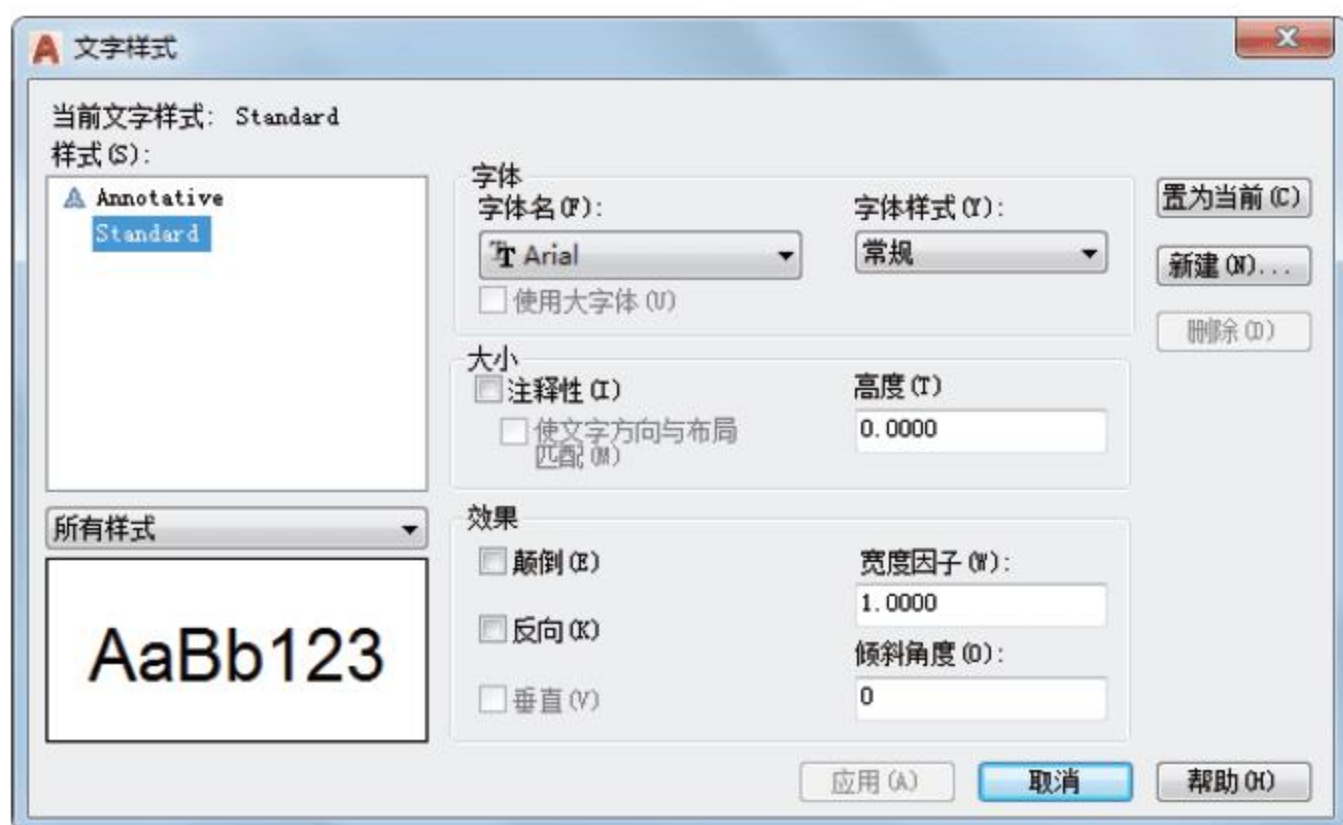 文字样式
当前文字样式: Standard
样式(S):
Annotative
Standard
所有样式
AaBb123
字体
字体名(F):
Arial
使用大字体(U)
字体样式(Y):
常规
大小
注释性(I)
使文字方向与布局
匹配(M)
高度(T)
0.0000
效果
颠倒(E)
反向(K)
垂直(V)
宽度因子(W):
1.0000
倾斜角度(O):
0
置为当前(C)
新建(N)...
删除(D)
应用(A)
取消
帮助(H)